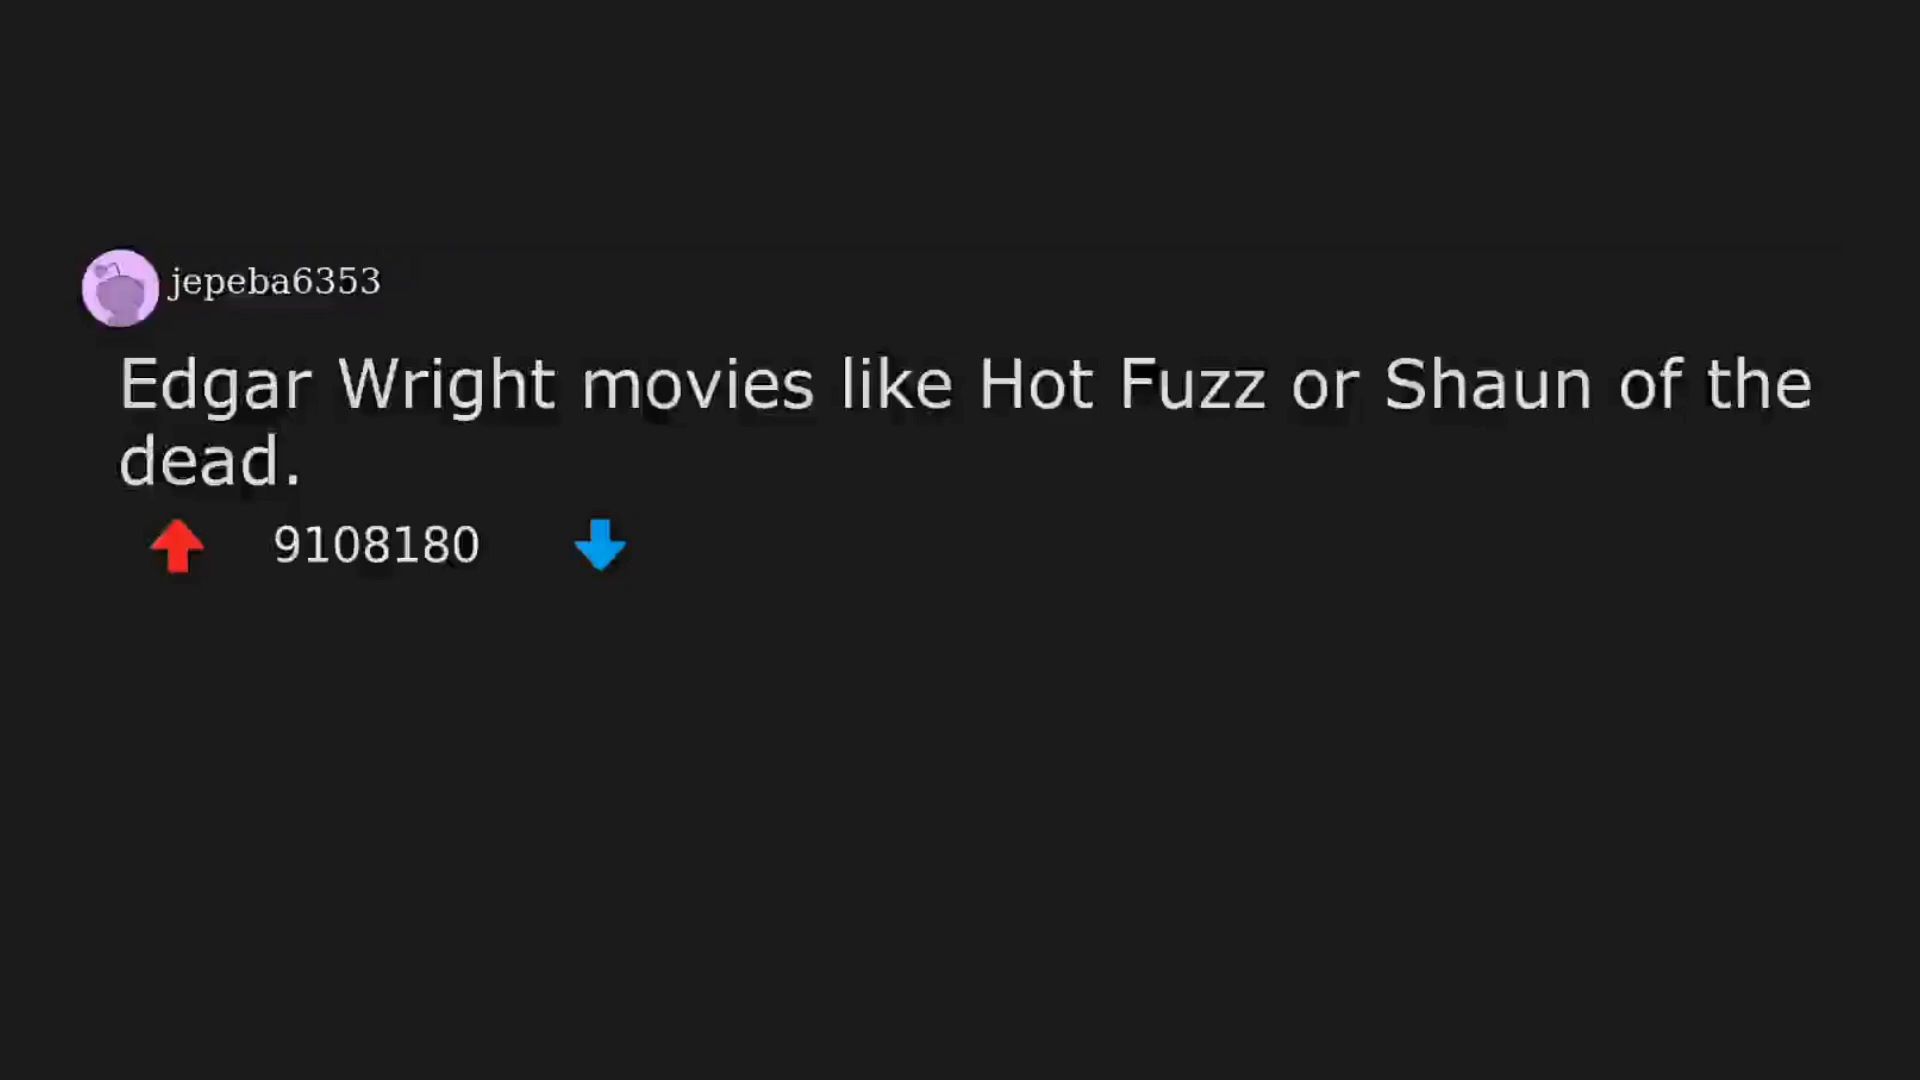 jepeba6353
Edgar Wright movies like Hot Fuzz or Shaun of the
dead.
9108180